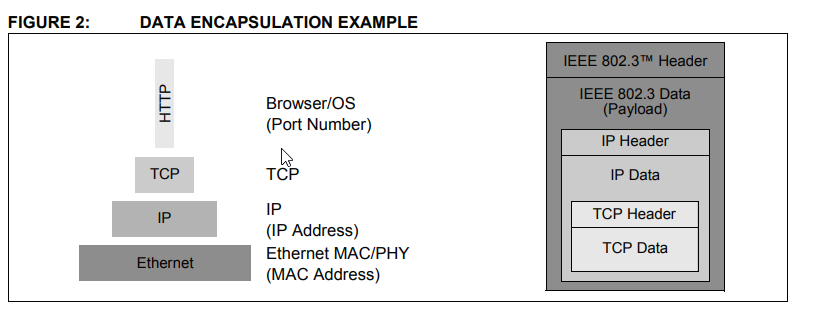 FIGURE 2: DATA ENCAPSULATION EXAMPLE
HTTP
Browser/OS
(Port Number)
TCP
TCP
IP
IP
(IP Address)
Ethernet
Ethernet MAC/PHY
(MAC Address)
IEEE 802.3™ Header
IEEE 802.3 Data
(Payload)
IP Header
IP Data
TCP Header
TCP Data